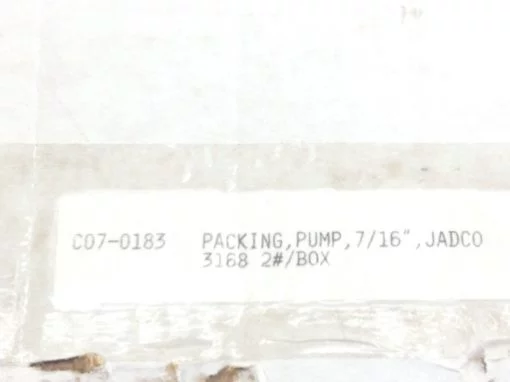 C07-0183 PACKING,PUMP,7/16",JADCO
3168 2#/BOX